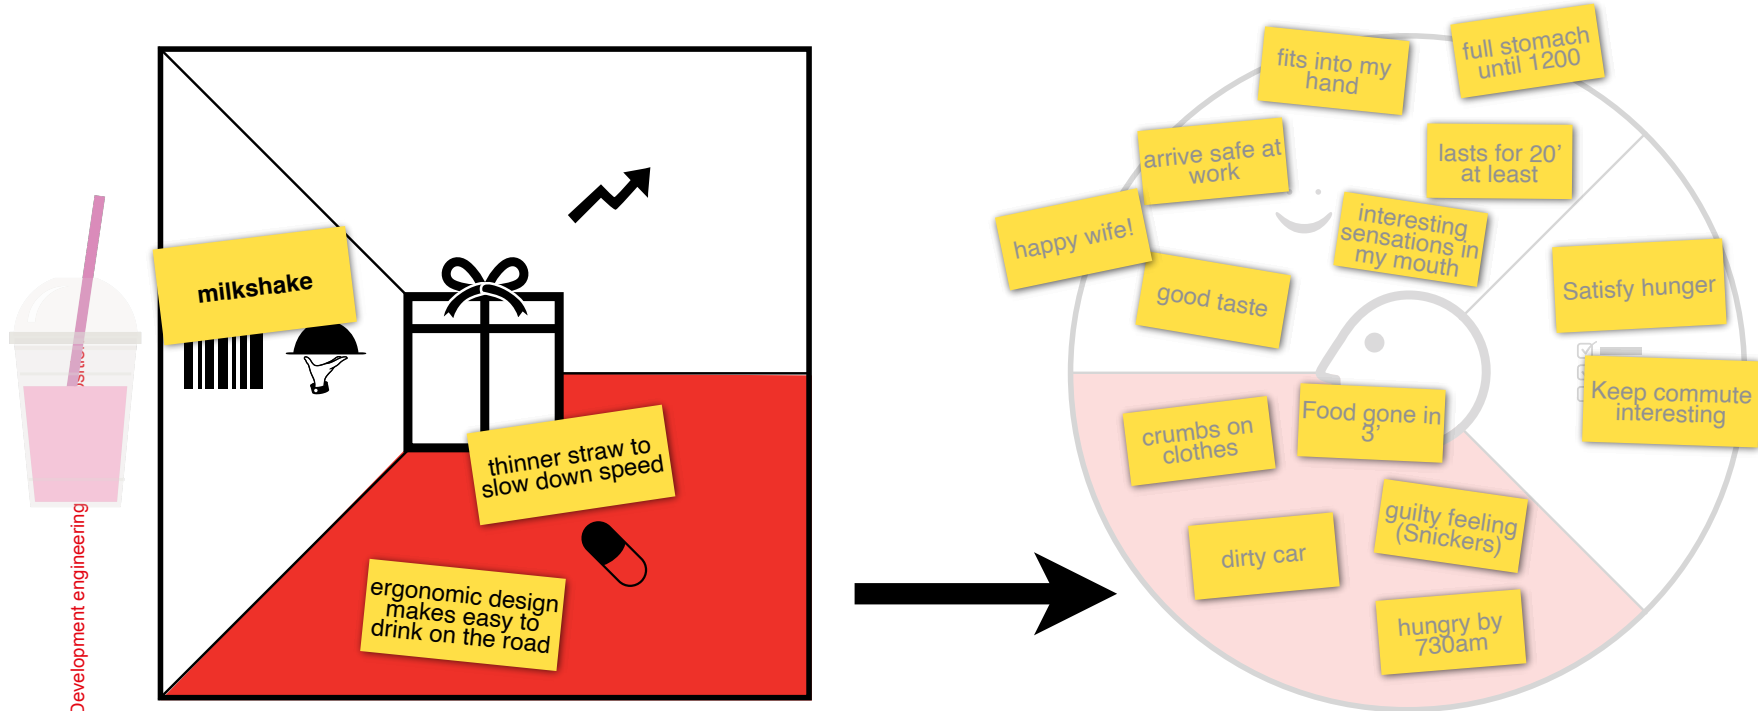 Development engineering
milkshake
thinner straw to
slow down speed
ergonomic design
makes easy to
drink on the road
fits into my
hand
full stomach
until 1200
arrive safe at
work
lasts for 20’
at least
happy wife!
interesting
sensations in
my mouth
good taste
Satisfy hunger
Keep commute
interesting
crumbs on
clothes
Food gone in
3’
guilty feeling
(Snickers)
dirty car
hungry by
730am